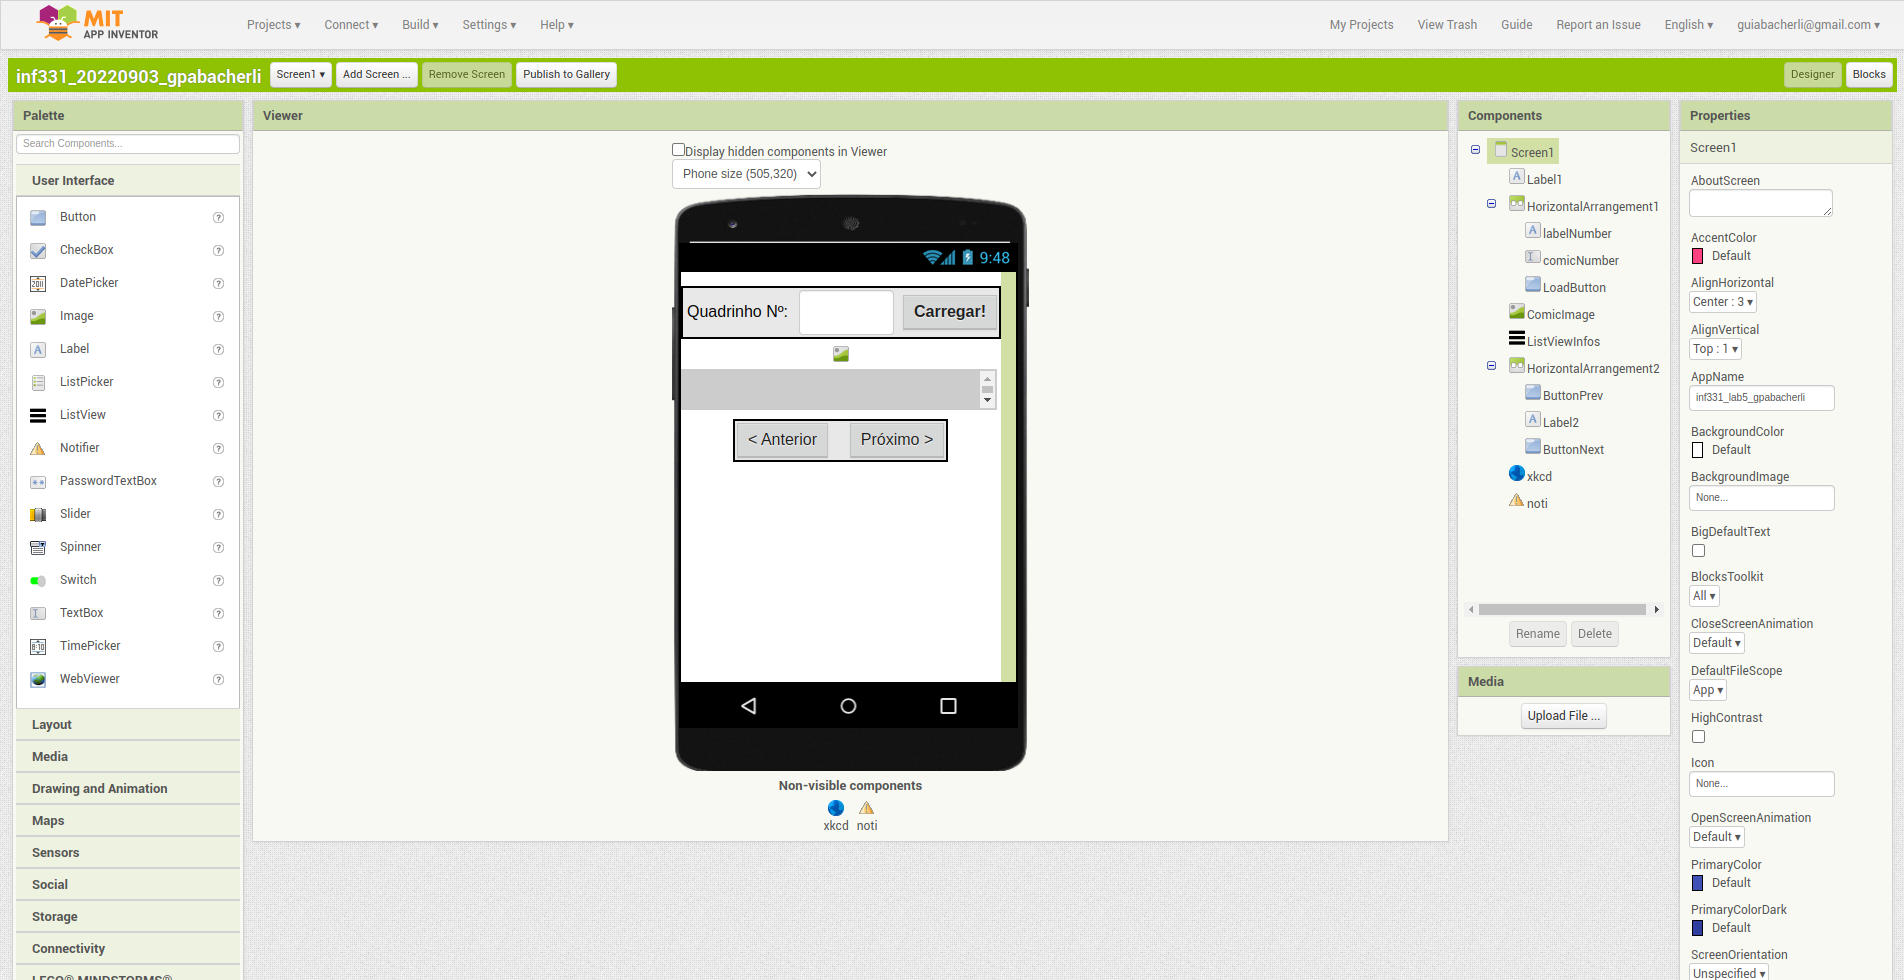 MIT
APP INVENTOR
Projects ▾ Connect ▾ Build ▾ Settings ▾ Help ▾ My Projects View Trash Guide Report an Issue English ▾ guiabacherli@gmail.com ▾
inf331_20220903_gpabacherli Screen1 ▾ Add Screen ... Remove Screen Publish to Gallery Designer Blocks
Palette
Search Components...
User Interface
Button
CheckBox
DatePicker
Image
Label
ListPicker
ListView
Notifier
PasswordTextBox
Slider
Spinner
Switch
TextBox
TimePicker
WebViewer
Layout
Media
Drawing and Animation
Maps
Sensors
Social
Storage
Connectivity
LEGO® MINDSTORMS®
Viewer
Display hidden components in Viewer
Phone size (505,320)
9:48
Quadrinho Nº: Carregar!
< Anterior Próximo >
Non-visible components
xkcd noti
Components
Screen1
Label1
HorizontalArrangement1
labelNumber
comicNumber
LoadButton
ComicImage
ListViewInfos
HorizontalArrangement2
ButtonPrev
Label2
ButtonNext
xkcd
noti
Rename Delete
Media
Upload File ...
Properties
Screen1
AboutScreen
AccentColor
Default
AlignHorizontal
Center : 3 ▾
AlignVertical
Top : 1 ▾
AppName
inf331_lab5_gpabacherli
BackgroundColor
Default
BackgroundImage
None...
BigDefaultText
BlocksToolkit
All ▾
CloseScreenAnimation
Default ▾
DefaultFileScope
App ▾
HighContrast
Icon
None...
OpenScreenAnimation
Default ▾
PrimaryColor
Default
PrimaryColorDark
Default
ScreenOrientation
Unspecified ▾